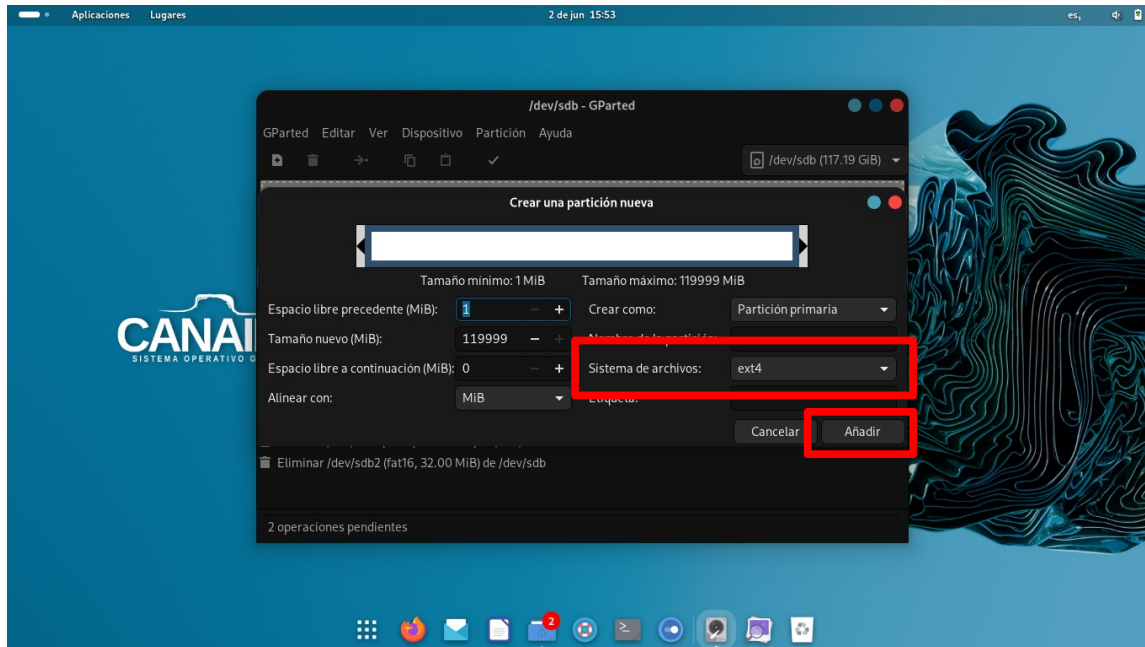 Aplicaciones Lugares 2 de jun 15:53 es,
/dev/sdb - GParted
GParted Editar Ver Dispositivo Partición Ayuda
/dev/sdb (117.19 GiB)
Crear una partición nueva
Tamaño mínimo: 1 MiB Tamaño máximo: 119999 MiB
Espacio libre precedente (MiB): 1 Crear como: Partición primaria
Tamaño nuevo (MiB): 119999 Nombre de la partición:
Espacio libre a continuación (MiB): 0 Sistema de archivos: ext4
Alinear con: MiB Etiqueta:
Cancelar Añadir
Eliminar /dev/sdb2 (fat16, 32.00 MiB) de /dev/sdb
2 operaciones pendientes
CANAI
SISTEMA OPERATIVO G
2